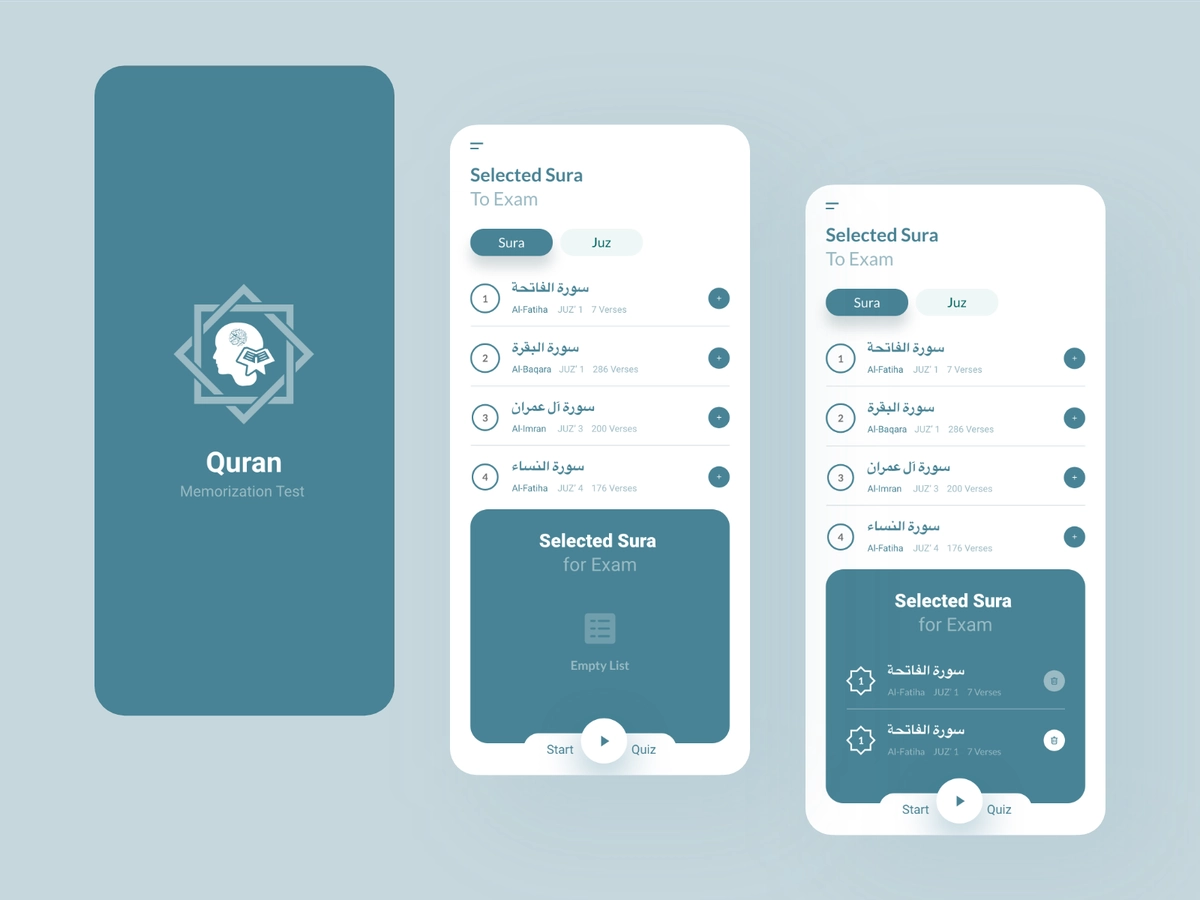 Quran
Memorization Test
Selected Sura
To Exam
Sura Juz
1 سورة الفاتحة
Al-Fatiha JUZ' 1 7 Verses
2 سورة البقرة
Al-Baqara JUZ' 1 286 Verses
3 سورة آل عمران
Al-Imran JUZ' 3 200 Verses
4 سورة النساء
Al-Fatiha JUZ' 4 176 Verses
Selected Sura
for Exam
Empty List
Start Quiz
Selected Sura
To Exam
Sura Juz
1 سورة الفاتحة
Al-Fatiha JUZ' 1 7 Verses
2 سورة البقرة
Al-Baqara JUZ' 1 286 Verses
3 سورة آل عمران
Al-Imran JUZ' 3 200 Verses
4 سورة النساء
Al-Fatiha JUZ' 4 176 Verses
Selected Sura
for Exam
1 سورة الفاتحة
Al-Fatiha JUZ' 1 7 Verses
1 سورة الفاتحة
Al-Fatiha JUZ' 1 7 Verses
Start Quiz